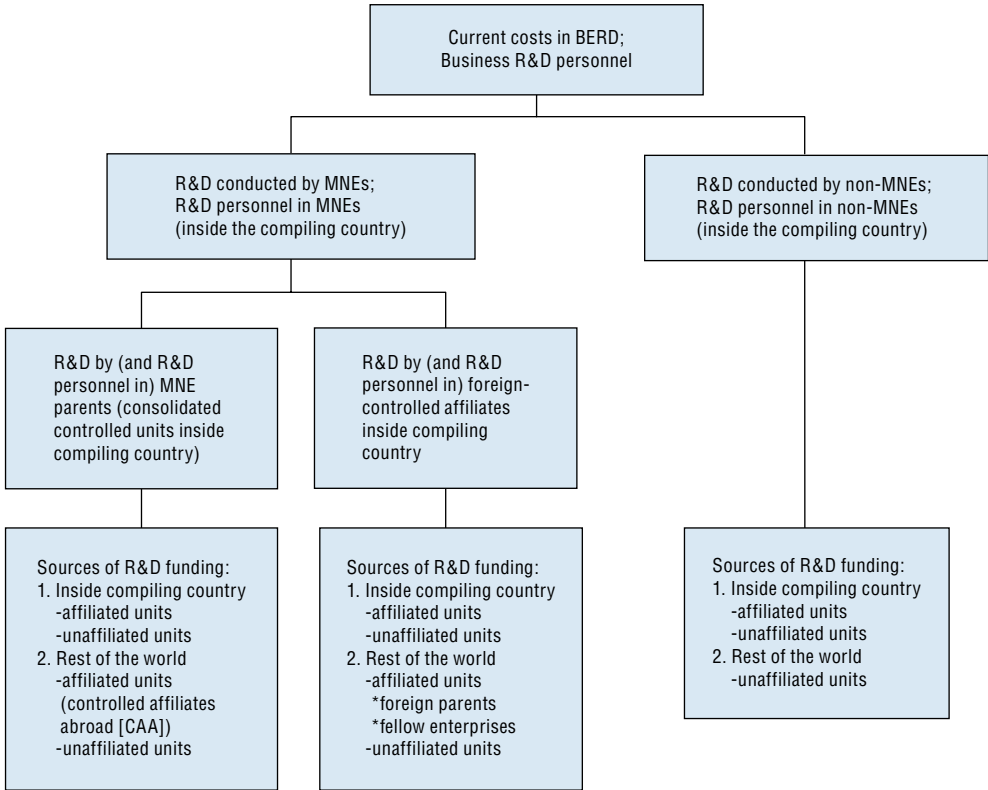 Current costs in BERD;
Business R&D personnel
R&D conducted by MNEs;
R&D personnel in MNEs
(inside the compiling country)
R&D conducted by non-MNEs;
R&D personnel in non-MNEs
(inside the compiling country)
R&D by (and R&D
personnel in) MNE
parents (consolidated
controlled units inside
compiling country)
R&D by (and R&D
personnel in) foreign-
controlled affiliates
inside compiling
country
Sources of R&D funding:
1. Inside compiling country
-affiliated units
-unaffiliated units
2. Rest of the world
-affiliated units
(controlled affiliates
abroad [CAA])
-unaffiliated units
Sources of R&D funding:
1. Inside compiling country
-affiliated units
-unaffiliated units
2. Rest of the world
-affiliated units
*foreign parents
*fellow enterprises
-unaffiliated units
Sources of R&D funding:
1. Inside compiling country
-affiliated units
-unaffiliated units
2. Rest of the world
-unaffiliated units